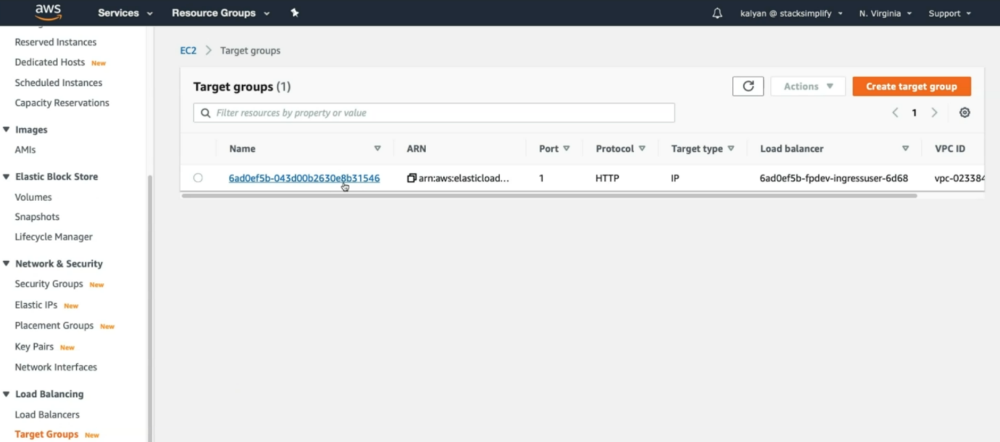 aws Services Resource Groups kalyan @ stacksimplify N. Virginia Support
Reserved Instances
Dedicated Hosts New
Scheduled Instances
Capacity Reservations
Images
AMIs
Elastic Block Store
Volumes
Snapshots
Lifecycle Manager
Network & Security
Security Groups New
Elastic IPs New
Placement Groups New
Key Pairs New
Network Interfaces
Load Balancing
Load Balancers
Target Groups New
EC2 > Target groups
Target groups (1) Actions Create target group
Filter resources by property or value 1
Name ARN Port Protocol Target type Load balancer VPC ID
6ad0ef5b-043d00b2630e8b31546 arn:aws:elasticload... 1 HTTP IP 6ad0ef5b-fpdev-ingressuser-6d68 vpc-023384